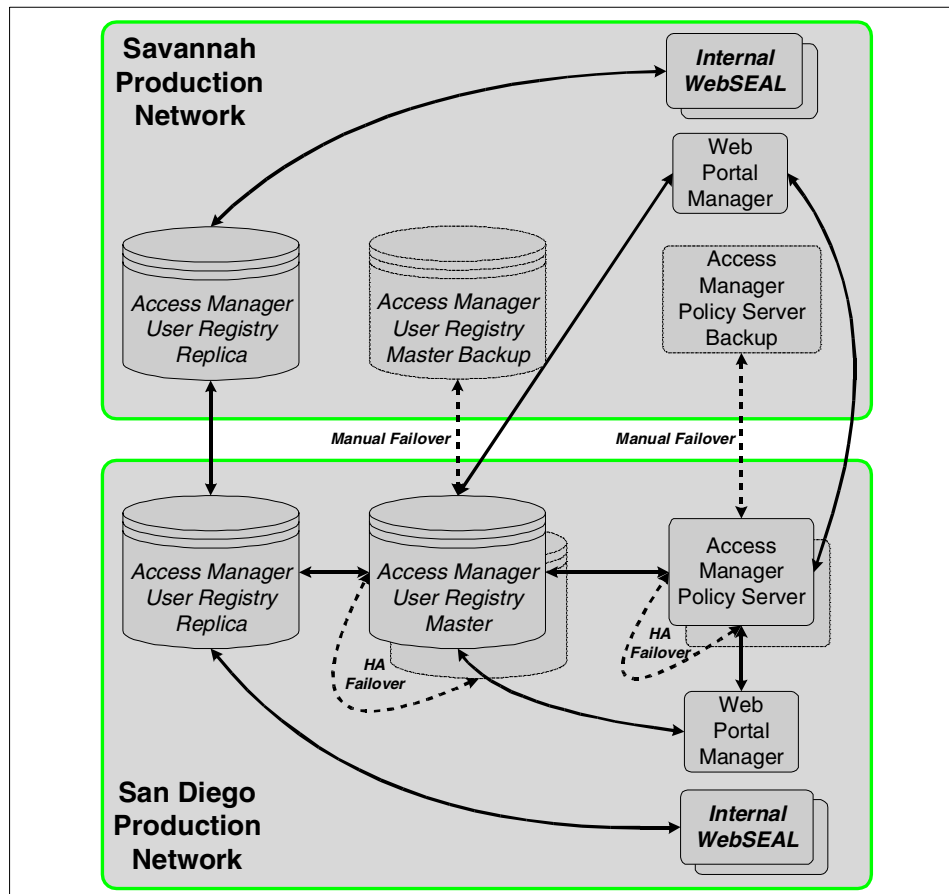 Savannah
Production
Network
Internal
WebSEAL
Web
Portal
Manager
Access Manager
User Registry
Replica
Access Manager
User Registry
Master Backup
Access
Manager
Policy Server
Backup
Manual Failover
Manual Failover
Access Manager
User Registry
Replica
Access Manager
User Registry
Master
Access
Manager
Policy Server
HA
Failover
HA
Failover
Web
Portal
Manager
San Diego
Production
Network
Internal
WebSEAL